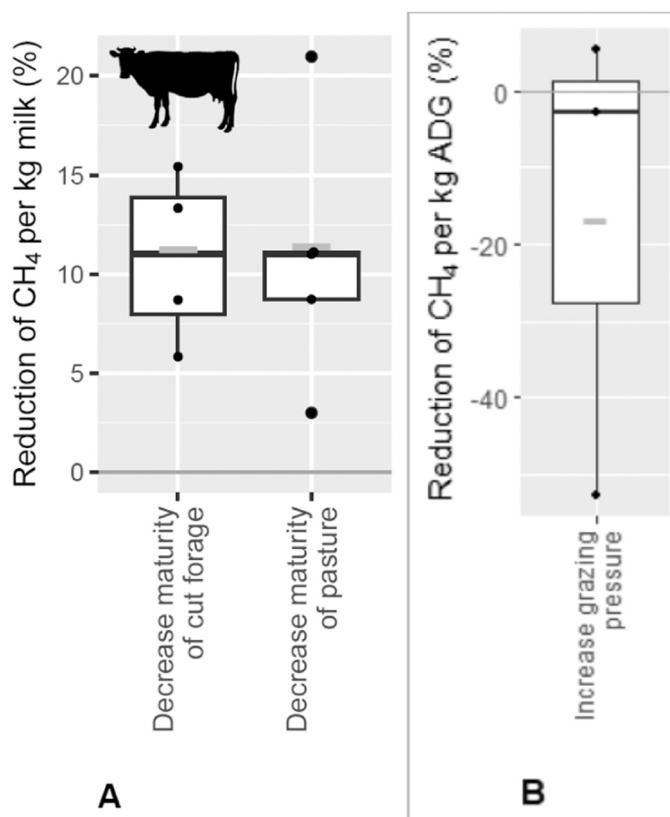 Reduction of CH₄ per kg milk (%)
20
15
10
5
0
Decrease maturity
of cut forage
Decrease maturity
of pasture
A
Reduction of CH₄ per kg ADG (%)
0
-20
-40
Increase grazing
pressure
B